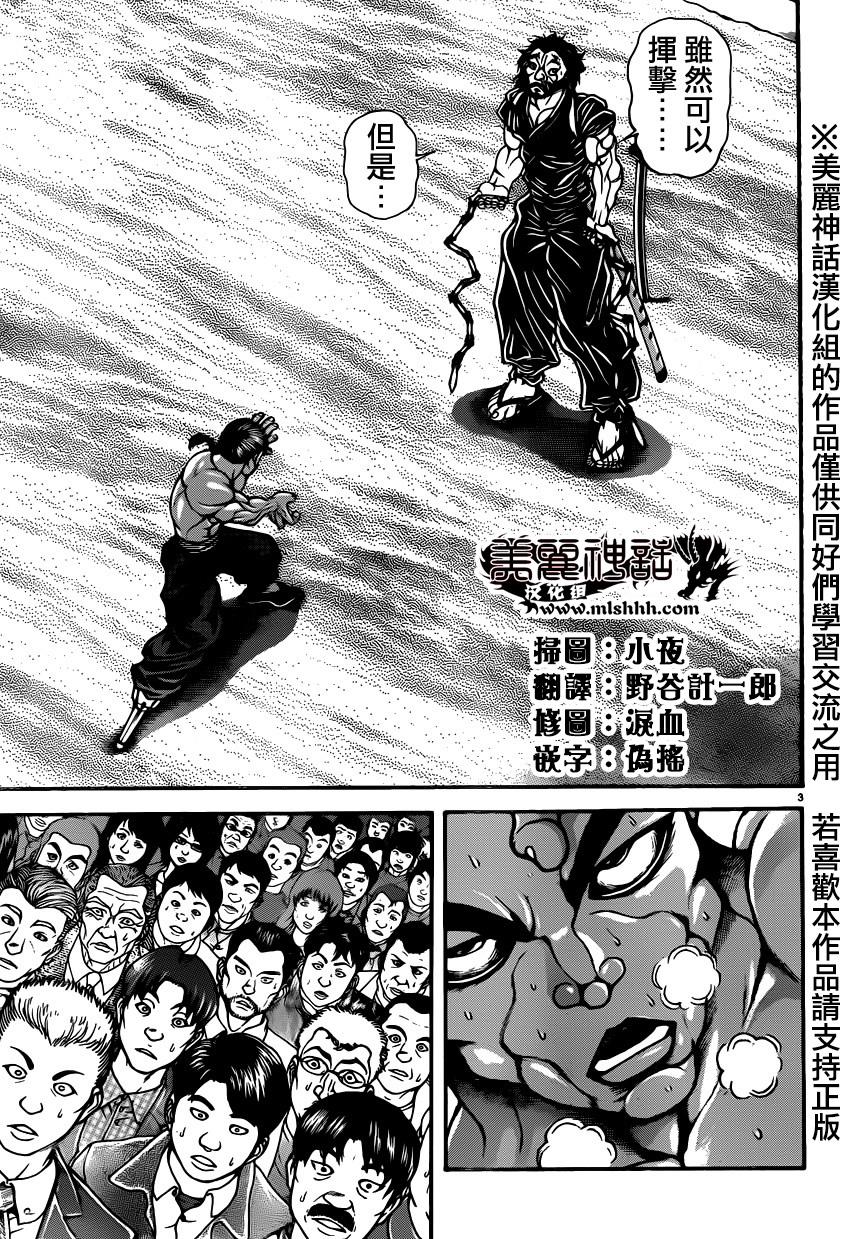 雖然可以
揮擊……
但是…
※美麗神話漢化組的作品僅供同好們學習交流之用 若喜歡本作品請支持正版
美麗神話
汉化组
www.mlshhh.com
掃圖：小夜
翻譯：野谷計一郎
修圖：淚血
嵌字：偽搖
3